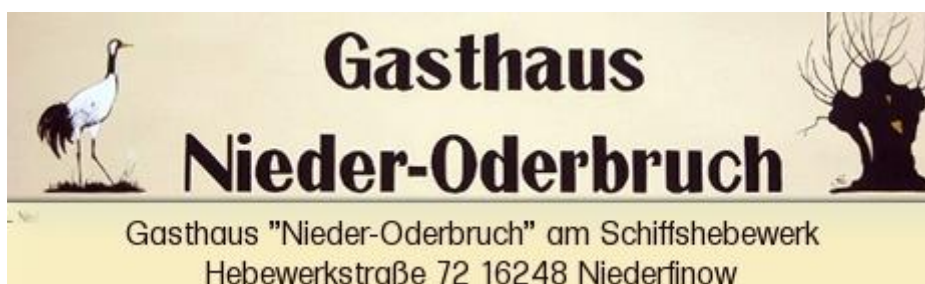 Gasthaus
Nieder-Oderbruch
Gasthaus "Nieder-Oderbruch" am Schiffshebewerk
Hebewerkstraße 72 16248 Niederfinow